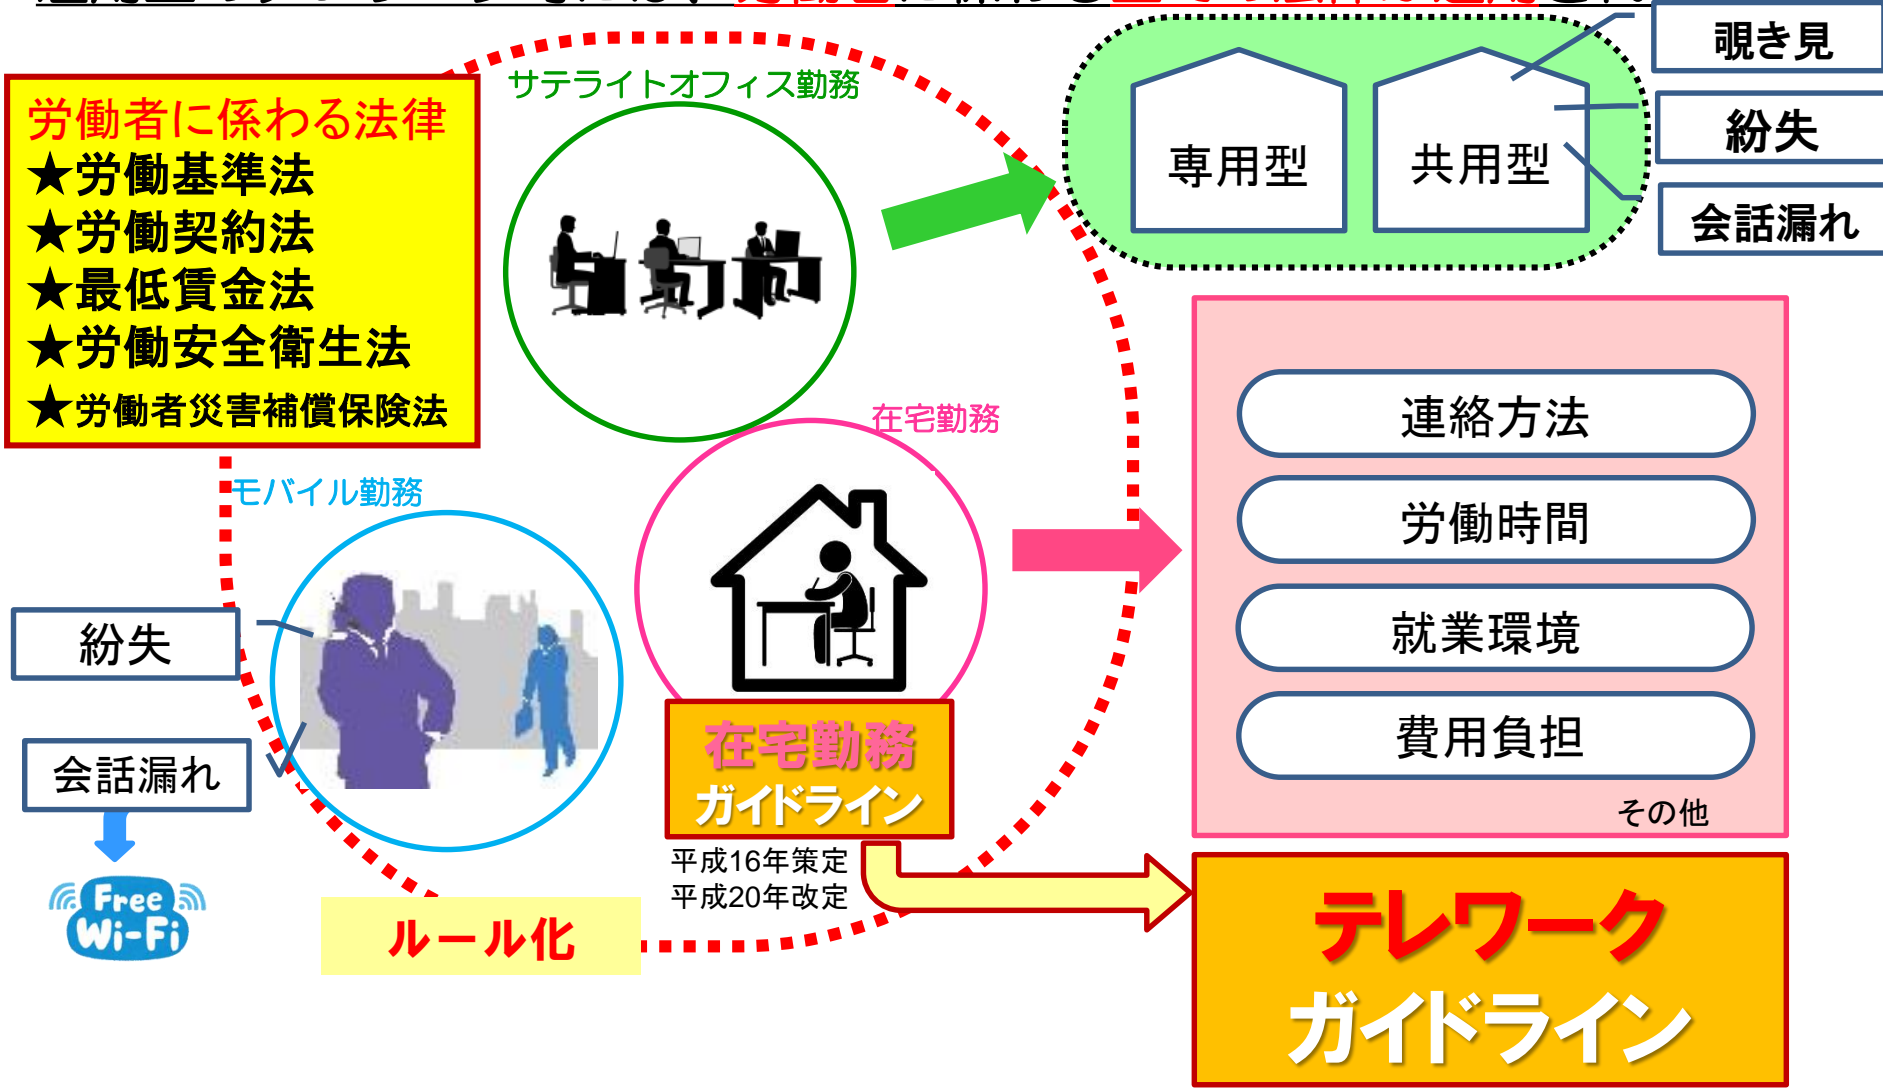 労働者に係わる法律
★労働基準法
★労働契約法
★最低賃金法
★労働安全衛生法
★労働者災害補償保険法
サテライトオフィス勤務
専用型
共用型
覗き見
紛失
会話漏れ
在宅勤務
モバイル勤務
紛失
会話漏れ
Free
Wi-Fi
連絡方法
労働時間
就業環境
費用負担
その他
在宅勤務
ガイドライン
平成16年策定
平成20年改定
ルール化
テレワーク
ガイドライン